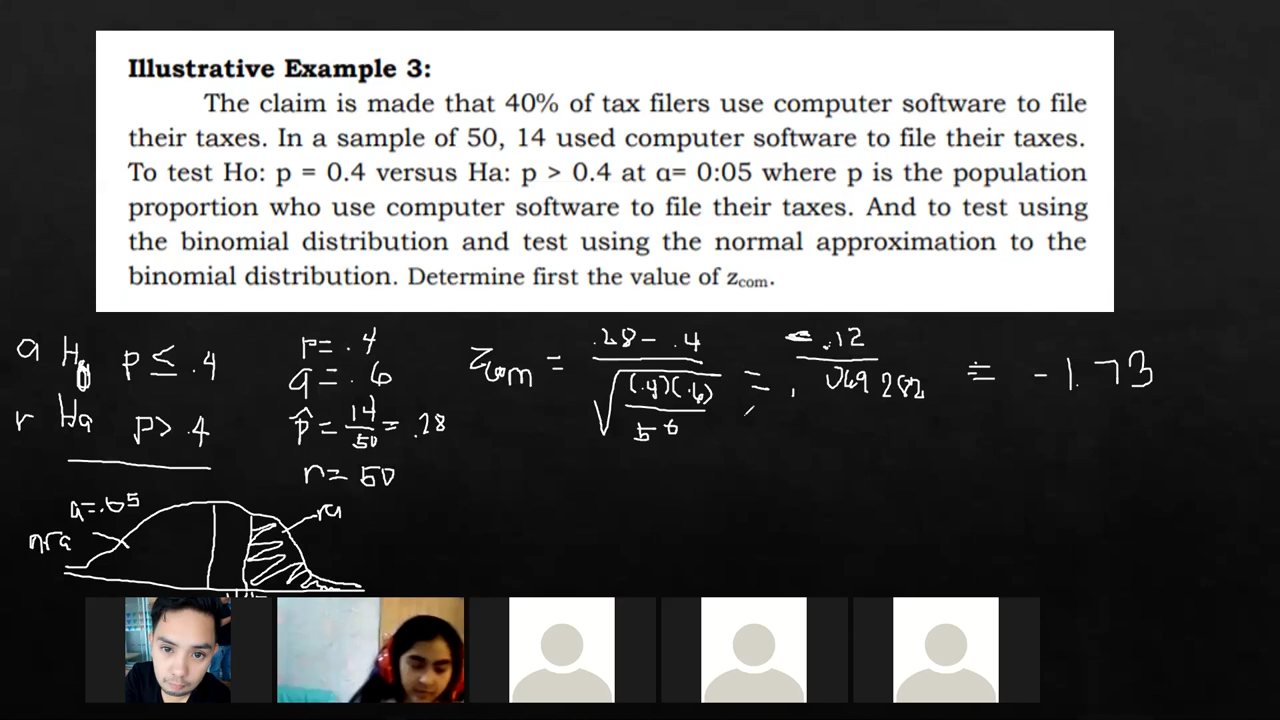 Illustrative Example 3:
The claim is made that 40% of tax filers use computer software to file
their taxes. In a sample of 50, 14 used computer software to file their taxes.
To test Ho: p = 0.4 versus Ha: p > 0.4 at α= 0:05 where p is the population
proportion who use computer software to file their taxes. And to test using
the binomial distribution and test using the normal approximation to the
binomial distribution. Determine first the value of zcom.
a H0 p ≤ .4
r Ha p > .4
p = .4
q = .6
p̂ = 14/50 = .28
n = 50
zcom = .28 - .4 / √((.4)(.6)/50) = -.12 / .069282 = -1.73
a = .05
nra
ra